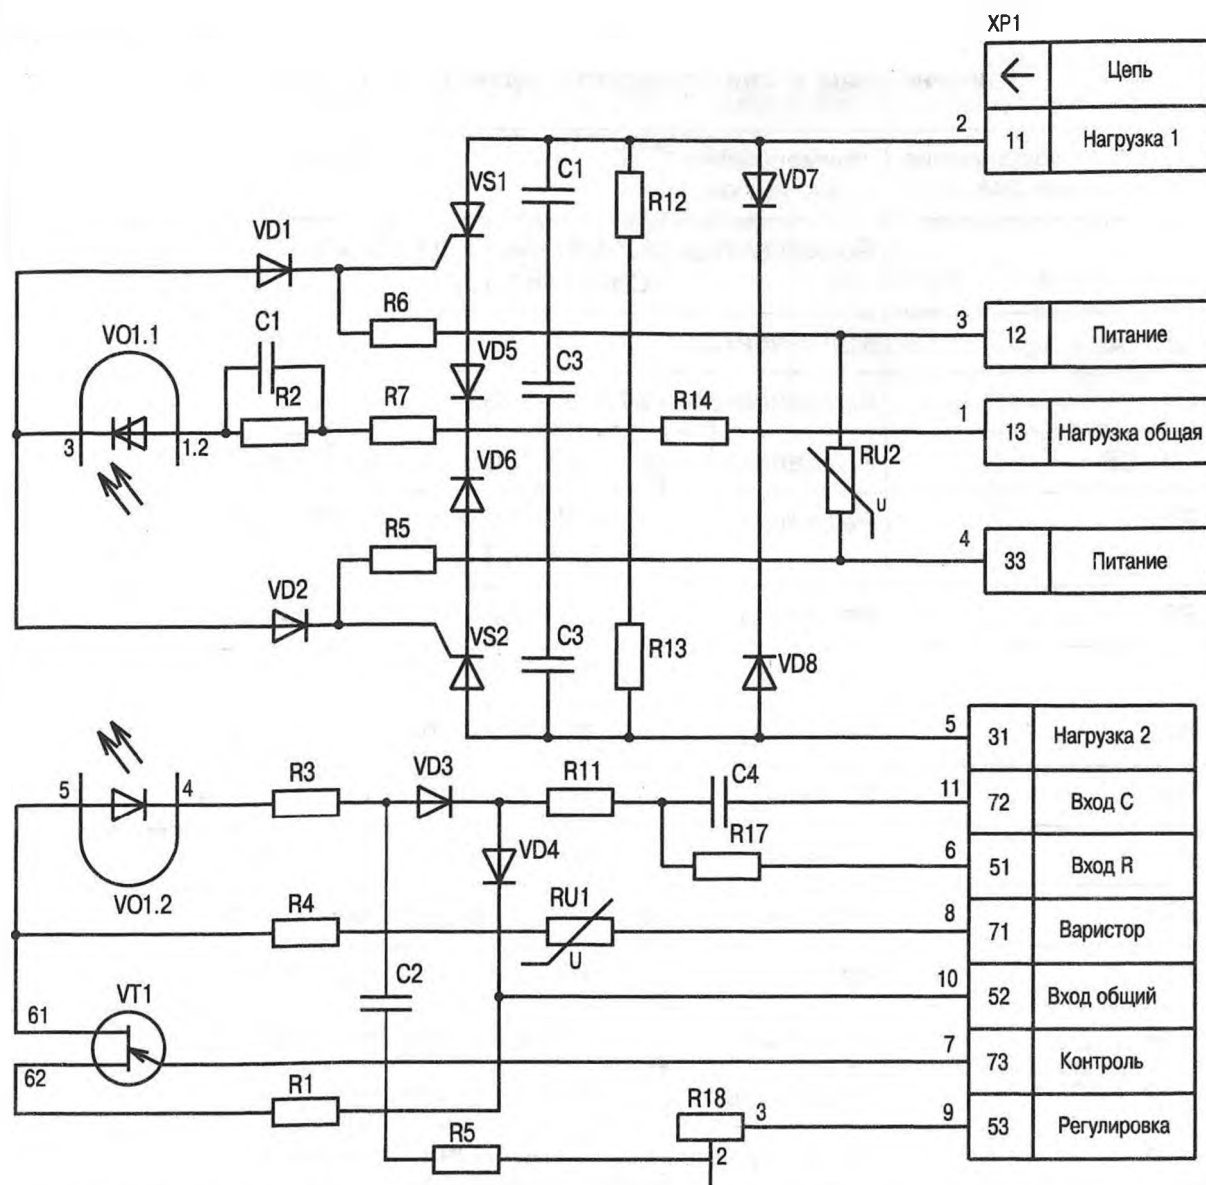 XP1
Цепь
2
11
Нагрузка 1
VS1
C1
R12
VD7
VD1
R6
3
12
Питание
VO1.1
C1
R2
VD5
C3
R7
R14
1
13
Нагрузка общая
3
1.2
VD6
RU2
U
R5
4
33
Питание
VD2
VS2
C3
R13
VD8
5
31
Нагрузка 2
5
4
R3
VD3
R11
C4
11
72
Вход C
R17
6
51
Вход R
VD4
VO1.2
R4
RU1
U
8
71
Варистор
C2
10
52
Вход общий
VT1
61
62
7
73
Контроль
R1
R18
3
9
53
Регулировка
R5
2